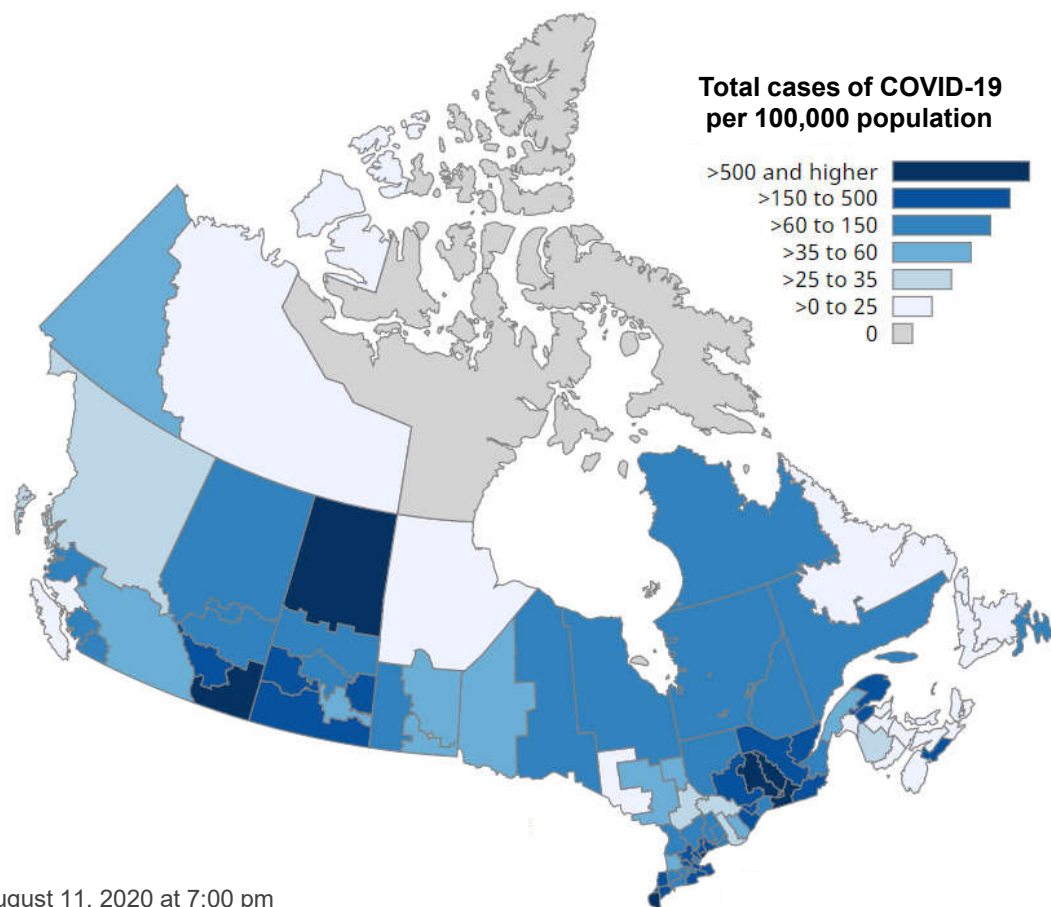 Total cases of COVID-19
per 100,000 population
>500 and higher
>150 to 500
>60 to 150
>35 to 60
>25 to 35
>0 to 25
0
ugust 11, 2020 at 7:00 pm